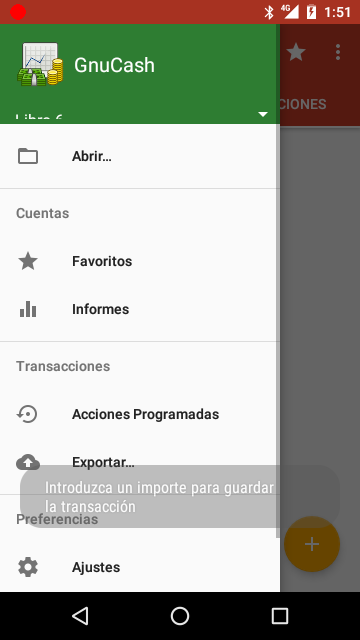 4G 1:51
GnuCash
Libro 6
CIONES
Abrir...
Cuentas
Favoritos
Informes
Transacciones
Acciones Programadas
Exportar...
Introduzca un importe para guardar
la transacción
Preferencias
Ajustes